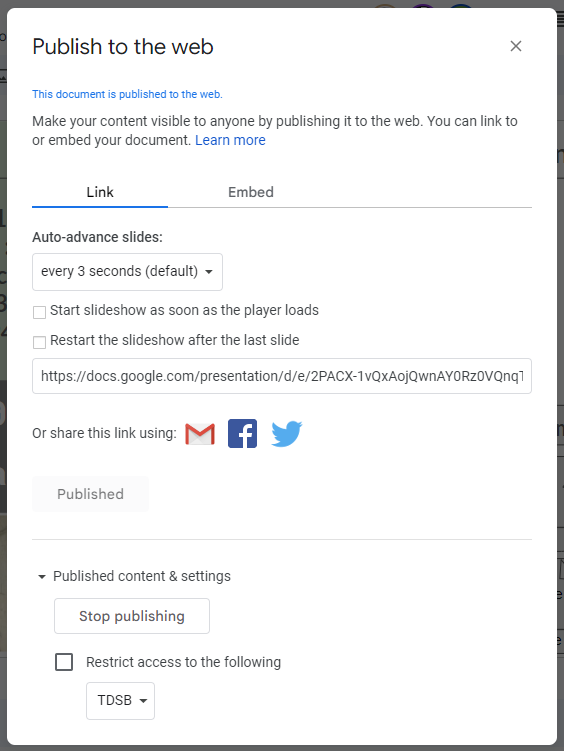 Publish to the web
This document is published to the web.
Make your content visible to anyone by publishing it to the web. You can link to
or embed your document. Learn more
Link
Embed
Auto-advance slides:
every 3 seconds (default)
Start slideshow as soon as the player loads
Restart the slideshow after the last slide
https://docs.google.com/presentation/d/e/2PACX-1vQxAojQwnAY0Rz0VQnqT
Or share this link using:
Published
Published content & settings
Stop publishing
Restrict access to the following
TDSB